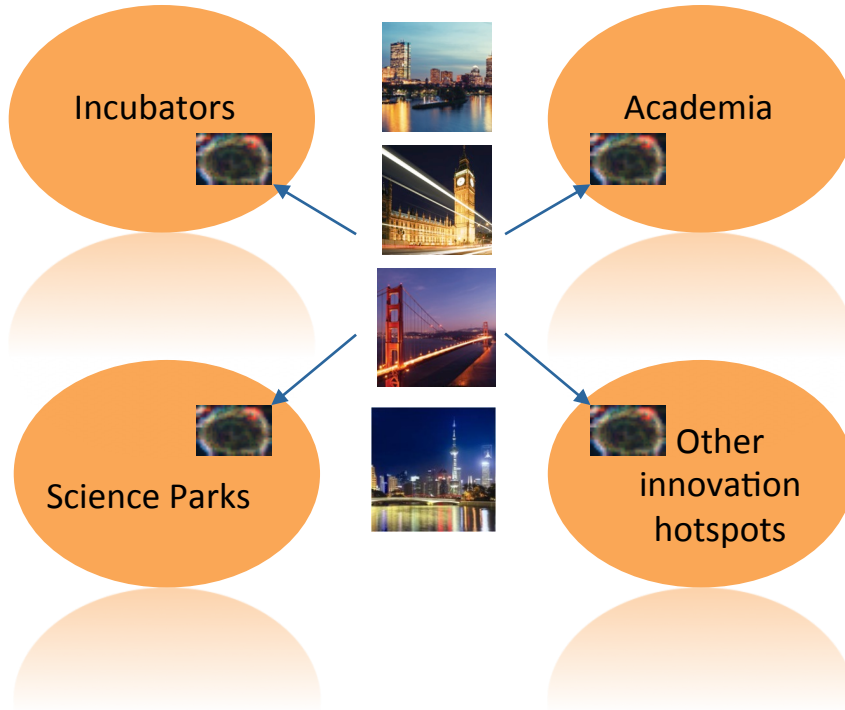 Incubators
Academia
Science Parks
Other
innovation
hotspots